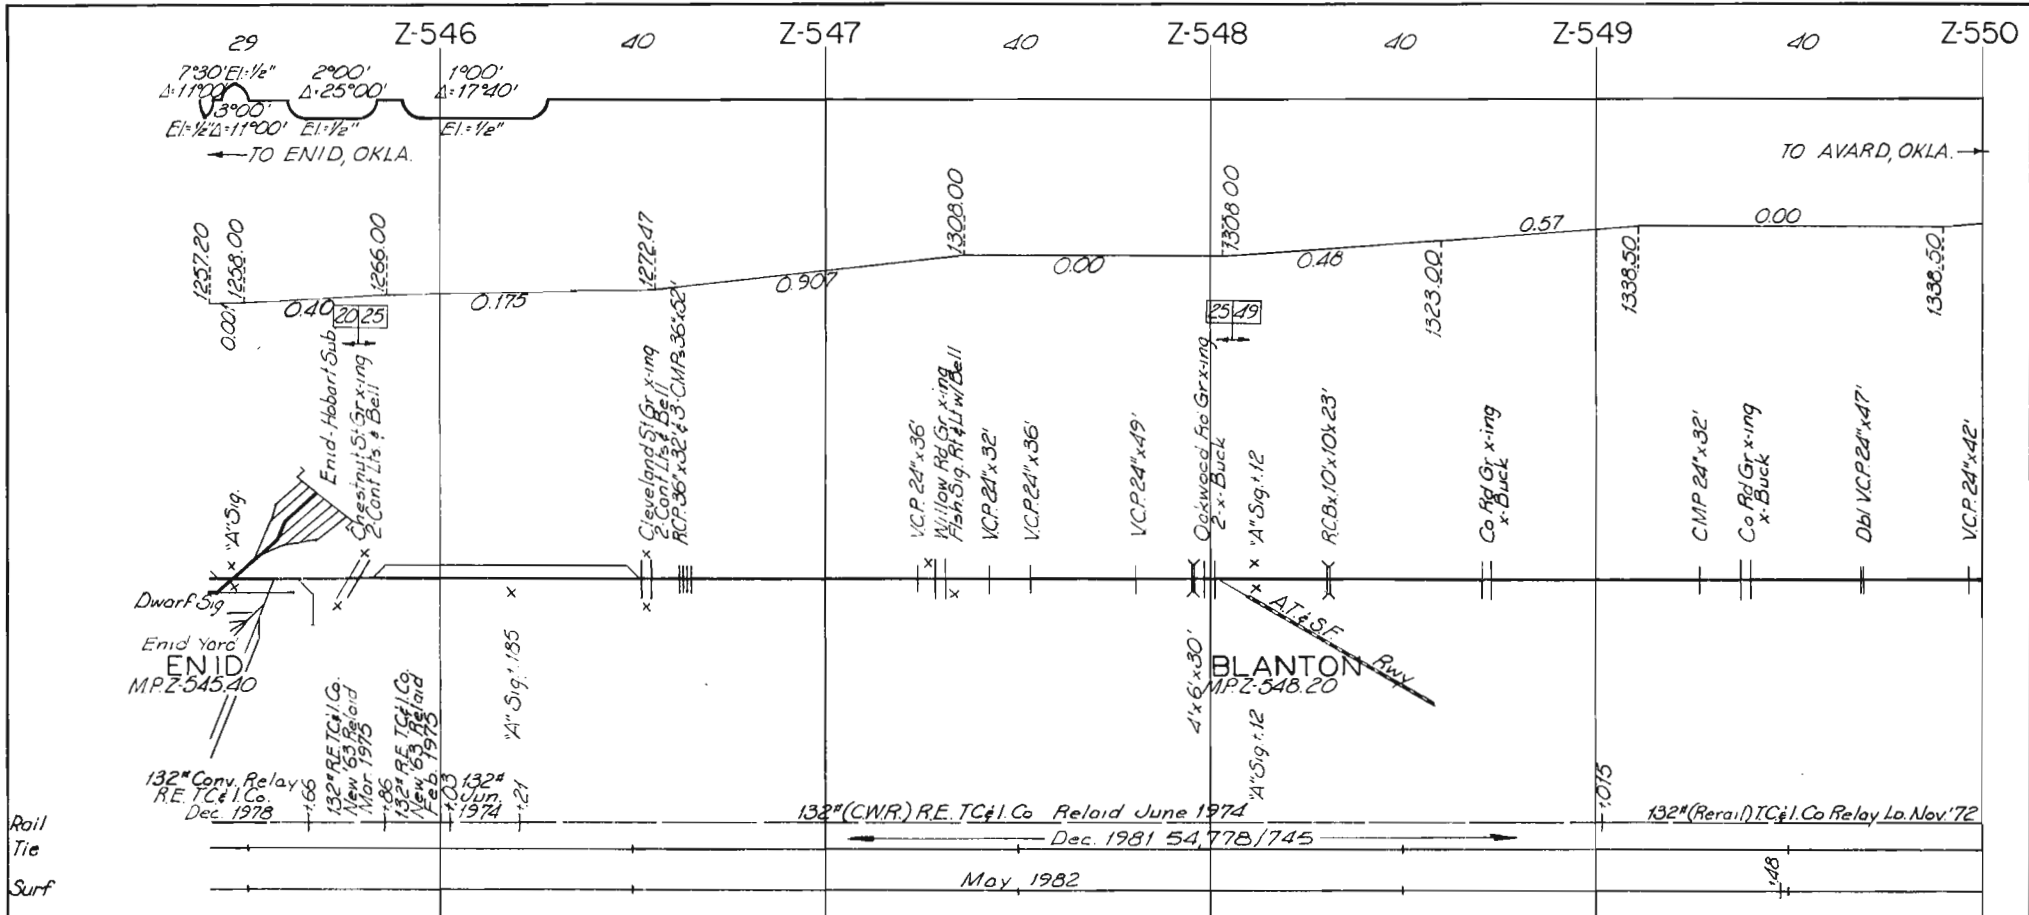 29 Z-546 40 Z-547 40 Z-548 40 Z-549 40 Z-550
7°30' El.=1/2" 2°00' 1°00'
Δ=11°00' Δ=25°00' Δ=17°40'
3°00'
El.=1/2" Δ=11°00' El.=1/2" El.=1/2"
TO ENID, OKLA.
TO AVARD, OKLA.
1257.20
1258.00
1266.00
1272.47
1308.00
1308.00
1323.00
1338.50
1338.50
0.00
0.40
0.175
0.907
0.00
0.48
0.57
0.00
20 25
25 49
"A" Sig.
Enid-Hobart Sub
Chestnut St Gr x-ing
2-Cont Lts & Bell
Cleveland St Gr x-ing
2-Cont Lts & Bell
RCP 36"x32' & 3-CMPs 36"x52'
V.C.P. 24"x36'
Willow Rd Gr x-ing
Flsh. Sig. Rt & Lt w/Bell
V.C.P. 24"x32'
V.C.P. 24"x36'
V.C.P. 24"x49'
Oakwood Rd Gr x-ing
2-x-Buck
"A" Sig +.12
R.C.Bx. 10'x10'x23'
Co Rd Gr x-ing
x-Buck
CMP 24"x32'
Co Rd Gr x-ing
x-Buck
Dbl V.C.P. 24"x47'
V.C.P. 24"x42'
Dwarf Sig
Enid Yard
ENID
M.P. Z-545.40
"A" Sig +.185
4'x6'x30'
A.T. & S.F. Rwy
BLANTON
M.P. Z-548.20
"A" Sig +.12
132# Conv. Relay
R.E. T.C. & I. Co.
Dec. 1978
+.66
132# R.E. T.C. & I. Co.
New '63 Relaid
Mar. 1975
+.86
132# R.E. T.C. & I. Co.
New '63 Relaid
Feb. 1975
+.03
132#
Jun.
1974
+.21
132# (C.W.R.) R.E. T.C. & I. Co Relaid June 1974
+.015
132# (Rerail) T.C. & I. Co Relay Lo. Nov. '72
Rail
Tie
Dec. 1981 54,778/745
Surf
May 1982
+.48